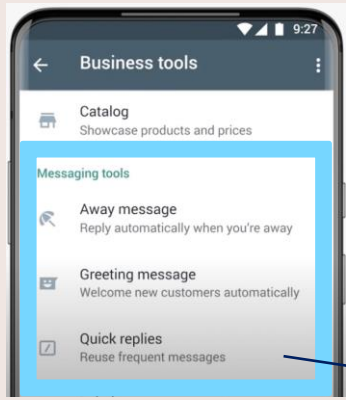 9:27
Business tools
Catalog
Showcase products and prices
Messaging tools
Away message
Reply automatically when you're away
Greeting message
Welcome new customers automatically
Quick replies
Reuse frequent messages